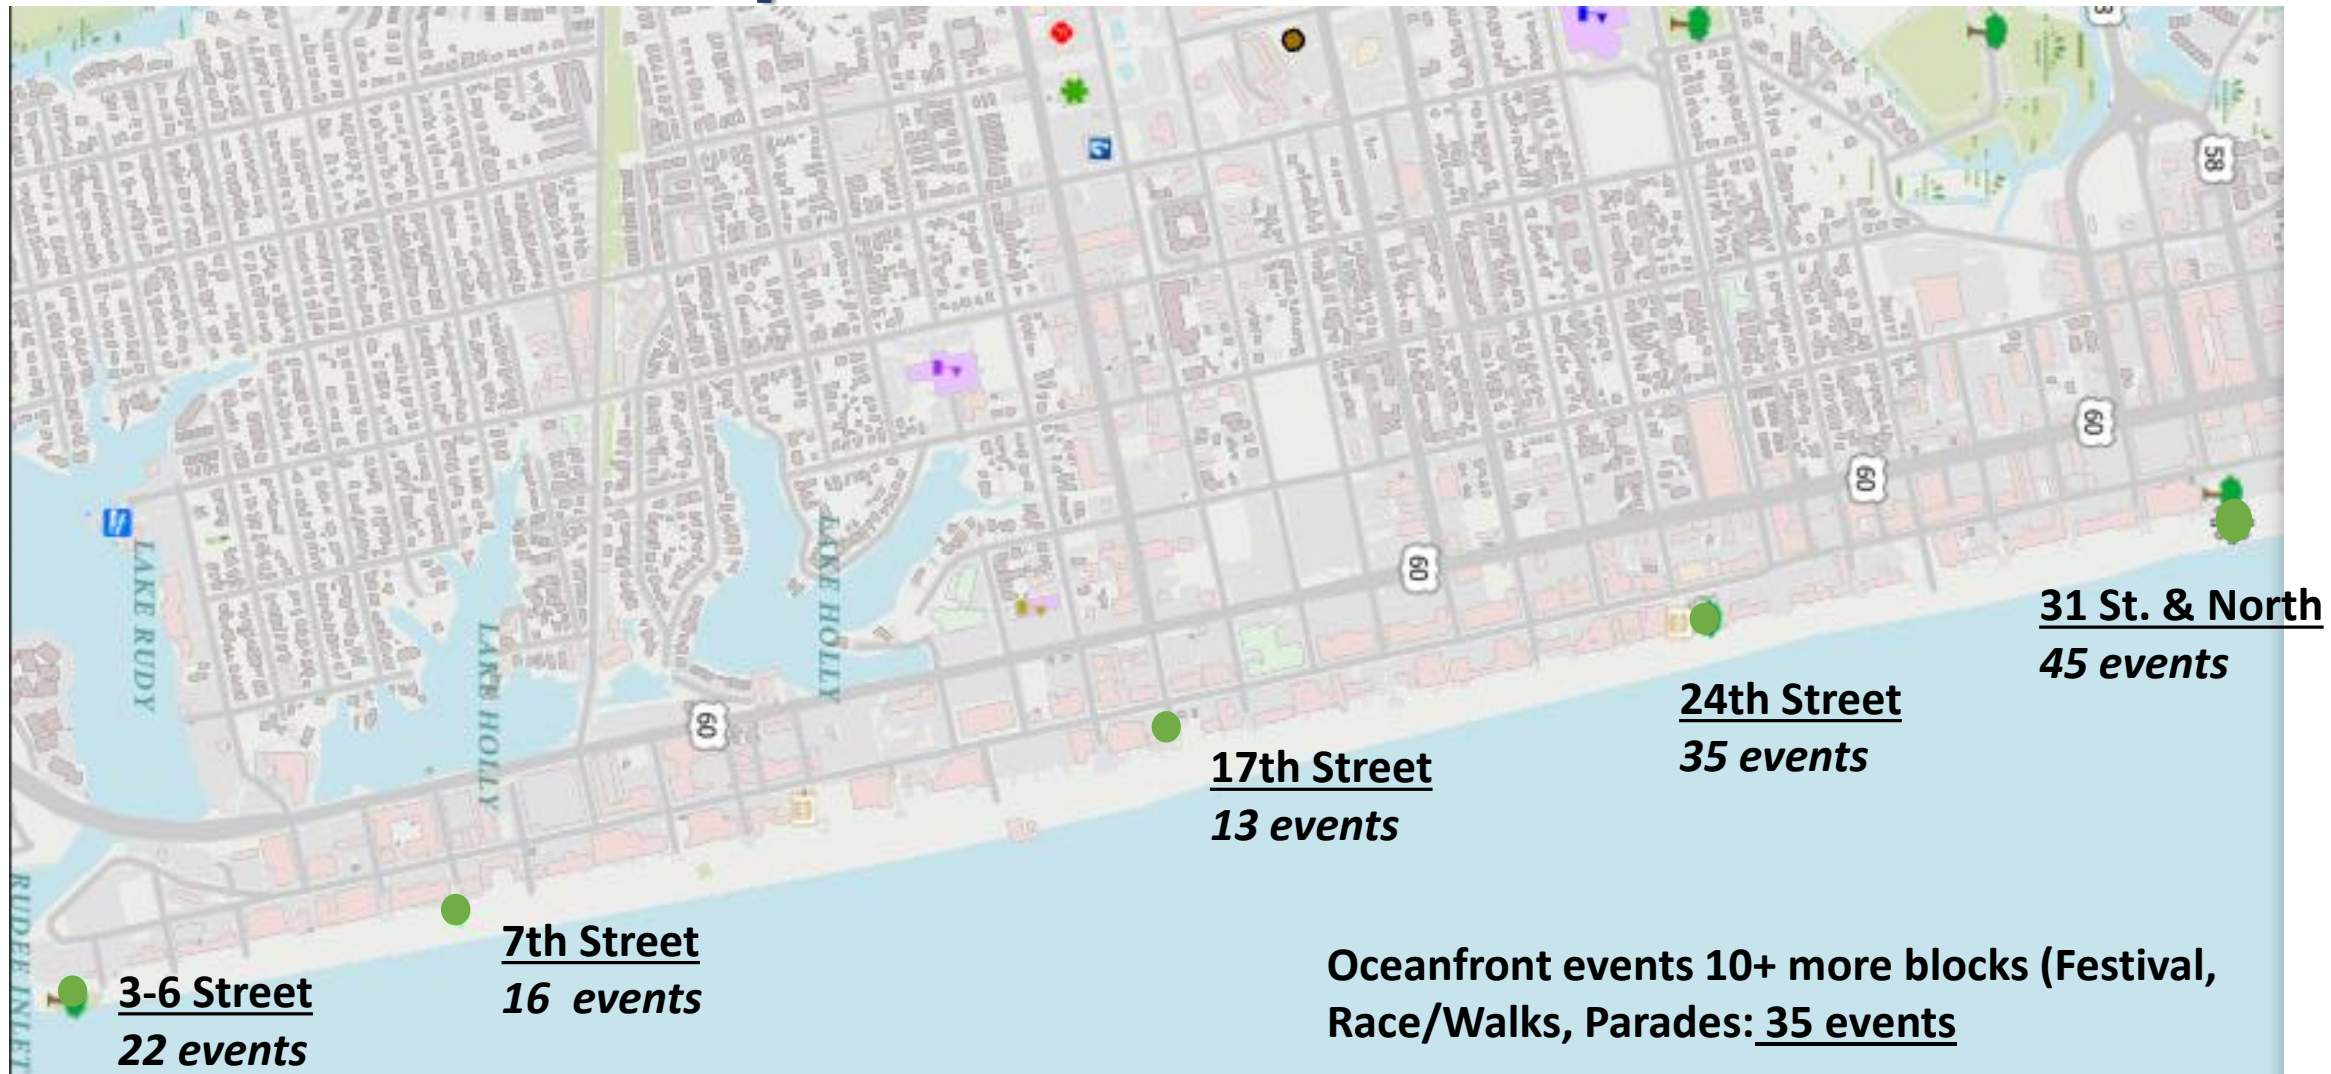 58
60
60
60
60
LAKE RUDY
LAKE HOLLY
LAKE HOLLY
RUDEE INLET
31 St. & North
45 events
24th Street
35 events
17th Street
13 events
7th Street
16 events
3-6 Street
22 events
Oceanfront events 10+ more blocks (Festival,
Race/Walks, Parades: 35 events